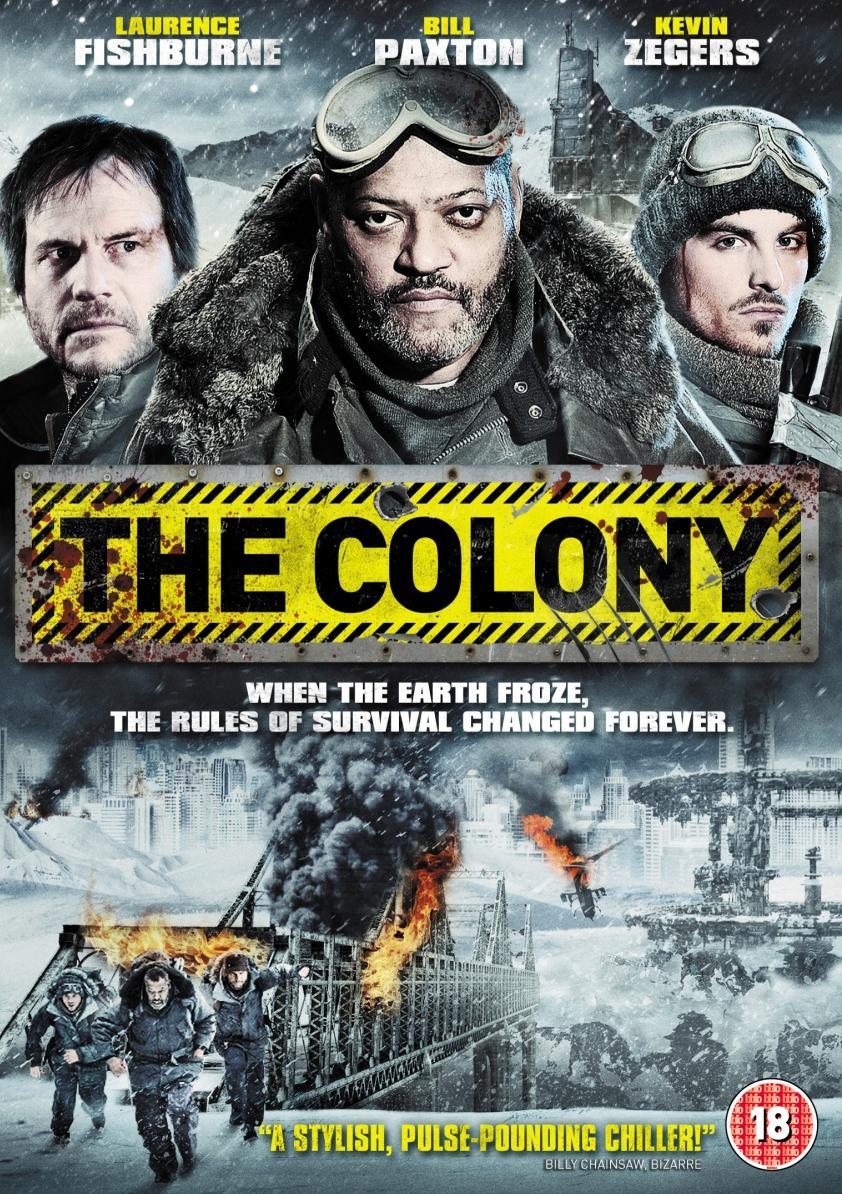 LAURENCE
FISHBURNE
BILL
PAXTON
KEVIN
ZEGERS
THE COLONY
WHEN THE EARTH FROZE,
THE RULES OF SURVIVAL CHANGED FOREVER.
"A STYLISH, PULSE-POUNDING CHILLER!"
BILLY CHAINSAW, BIZARRE
18